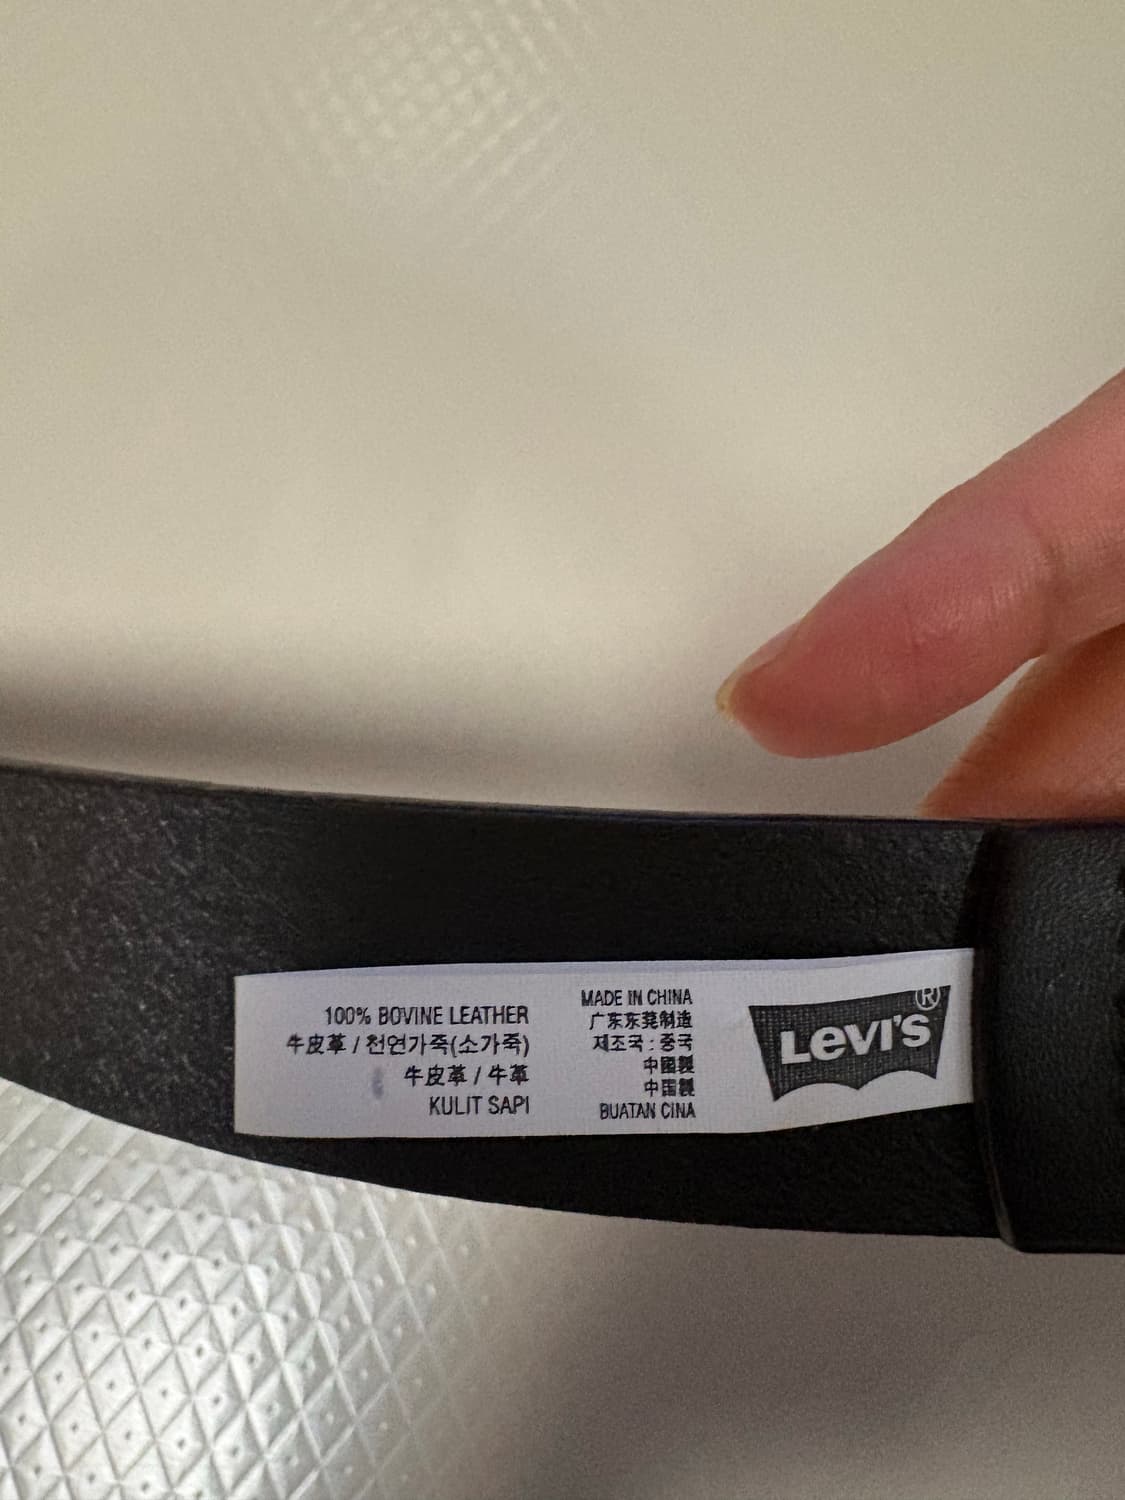 100% BOVINE LEATHER
牛皮革 / 천연가죽(소가죽)
牛皮革 / 牛革
KULIT SAPI
MADE IN CHINA
广东东莞制造
제조국 : 중국
中國製
中国製
BUATAN CINA
LEVI'S®